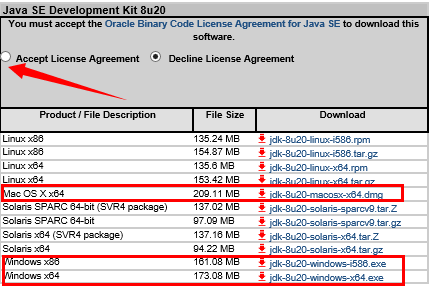 Java SE Development Kit 8u20
You must accept the Oracle Binary Code License Agreement for Java SE to download this
software.
Accept License Agreement Decline License Agreement
Product / File Description File Size Download
Linux x86 135.24 MB jdk-8u20-linux-i586.rpm
Linux x86 154.87 MB jdk-8u20-linux-i586.tar.gz
Linux x64 135.6 MB jdk-8u20-linux-x64.rpm
Linux x64 153.42 MB jdk-8u20-linux-x64.tar.gz
Mac OS X x64 209.11 MB jdk-8u20-macosx-x64.dmg
Solaris SPARC 64-bit (SVR4 package) 137.02 MB jdk-8u20-solaris-sparcv9.tar.Z
Solaris SPARC 64-bit 97.09 MB jdk-8u20-solaris-sparcv9.tar.gz
Solaris x64 (SVR4 package) 137.16 MB jdk-8u20-solaris-x64.tar.Z
Solaris x64 94.22 MB jdk-8u20-solaris-x64.tar.gz
Windows x86 161.08 MB jdk-8u20-windows-i586.exe
Windows x64 173.08 MB jdk-8u20-windows-x64.exe